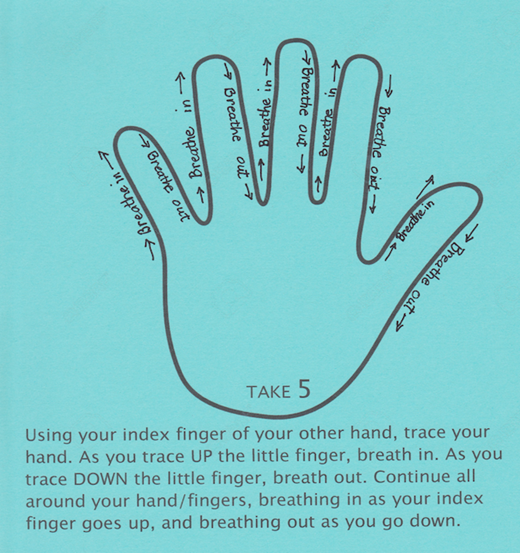 Breathe in
Breathe out
Breathe in
Breathe out
Breathe in
Breathe out
Breathe in
Breathe out
Breathe in
Breathe out
TAKE 5
Using your index finger of your other hand, trace your
hand. As you trace UP the little finger, breath in. As you
trace DOWN the little finger, breath out. Continue all
around your hand/fingers, breathing in as your index
finger goes up, and breathing out as you go down.